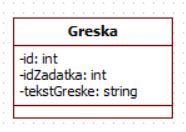 Greska
-id: int
-idZadatka: int
-tekstGreske: string